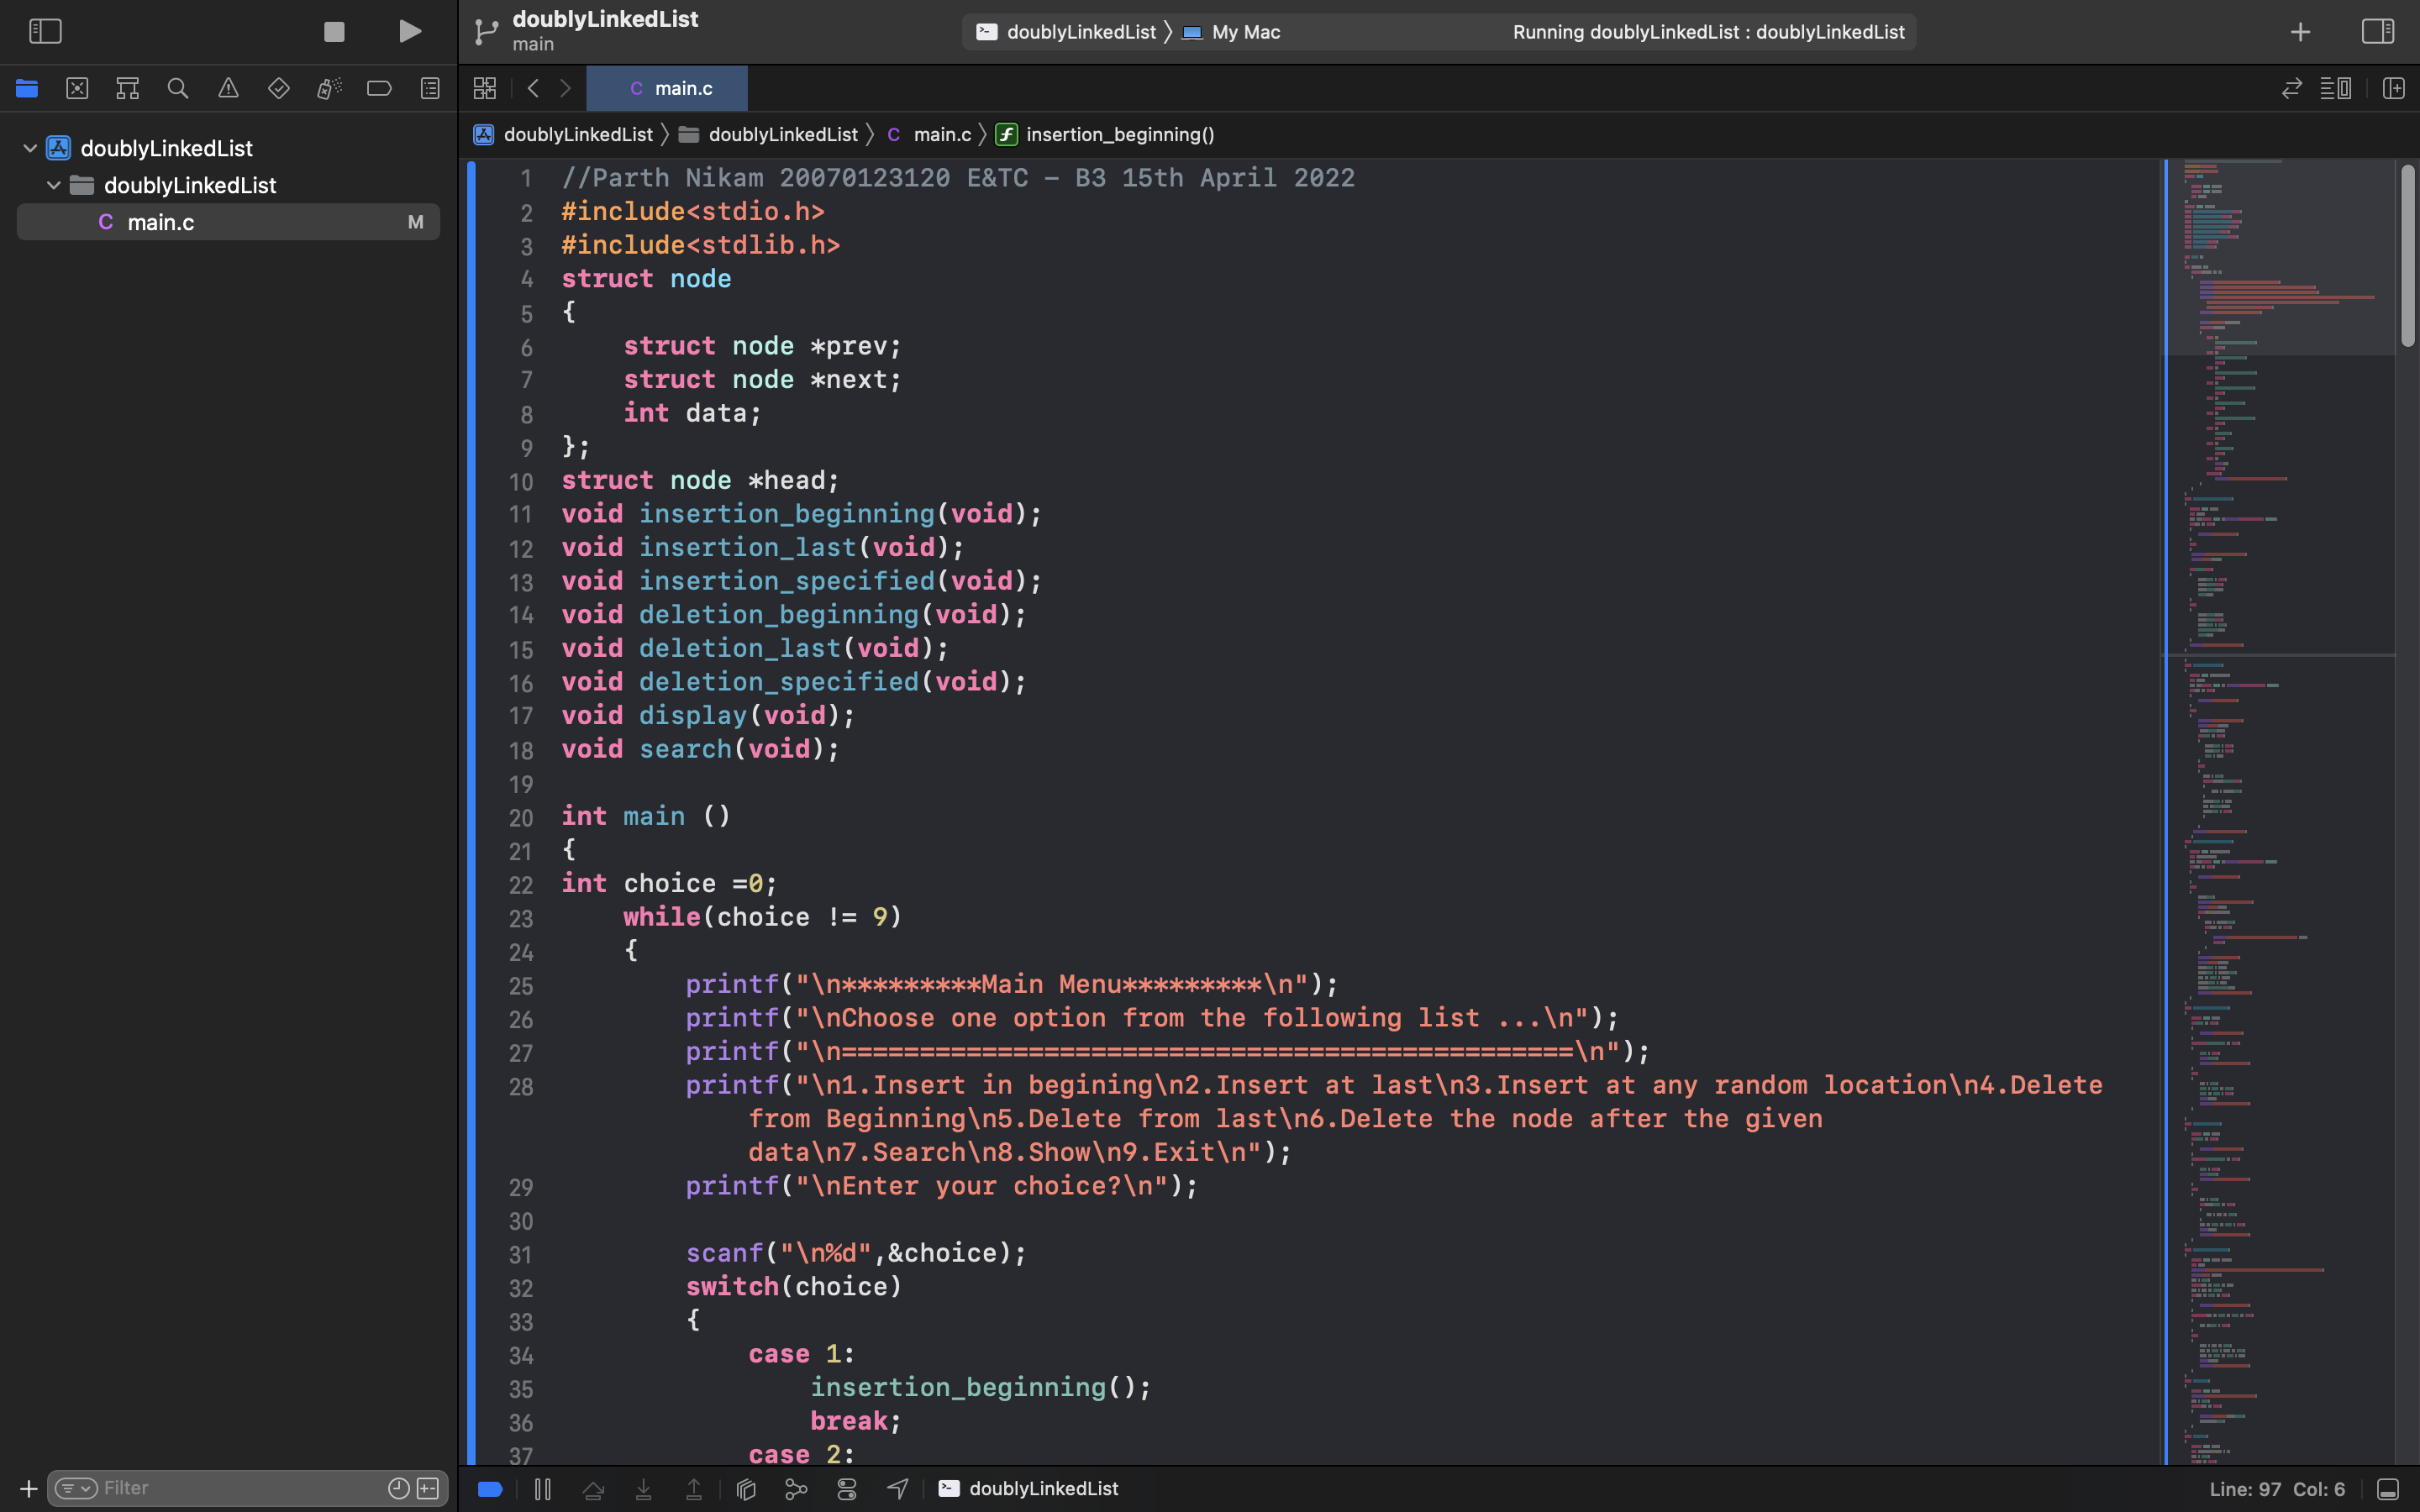 doublyLinkedList
main
doublyLinkedList
My Mac
Running doublyLinkedList : doublyLinkedList
C main.c
doublyLinkedList
doublyLinkedList
C main.c M
doublyLinkedList doublyLinkedList C main.c f insertion_beginning()
1 //Parth Nikam 20070123120 E&TC – B3 15th April 2022
2 #include<stdio.h>
3 #include<stdlib.h>
4 struct node
5 {
6     struct node *prev;
7     struct node *next;
8     int data;
9 };
10 struct node *head;
11 void insertion_beginning(void);
12 void insertion_last(void);
13 void insertion_specified(void);
14 void deletion_beginning(void);
15 void deletion_last(void);
16 void deletion_specified(void);
17 void display(void);
18 void search(void);
19
20 int main ()
21 {
22 int choice =0;
23     while(choice != 9)
24     {
25         printf("\n*********Main Menu*********\n");
26         printf("\nChoose one option from the following list ...\n");
27         printf("\n===============================================\n");
28         printf("\n1.Insert in begining\n2.Insert at last\n3.Insert at any random location\n4.Delete
from Beginning\n5.Delete from last\n6.Delete the node after the given
data\n7.Search\n8.Show\n9.Exit\n");
29         printf("\nEnter your choice?\n");
30
31         scanf("\n%d",&choice);
32         switch(choice)
33         {
34             case 1:
35                 insertion_beginning();
36                 break;
37             case 2:
Filter
doublyLinkedList
Line: 97 Col: 6